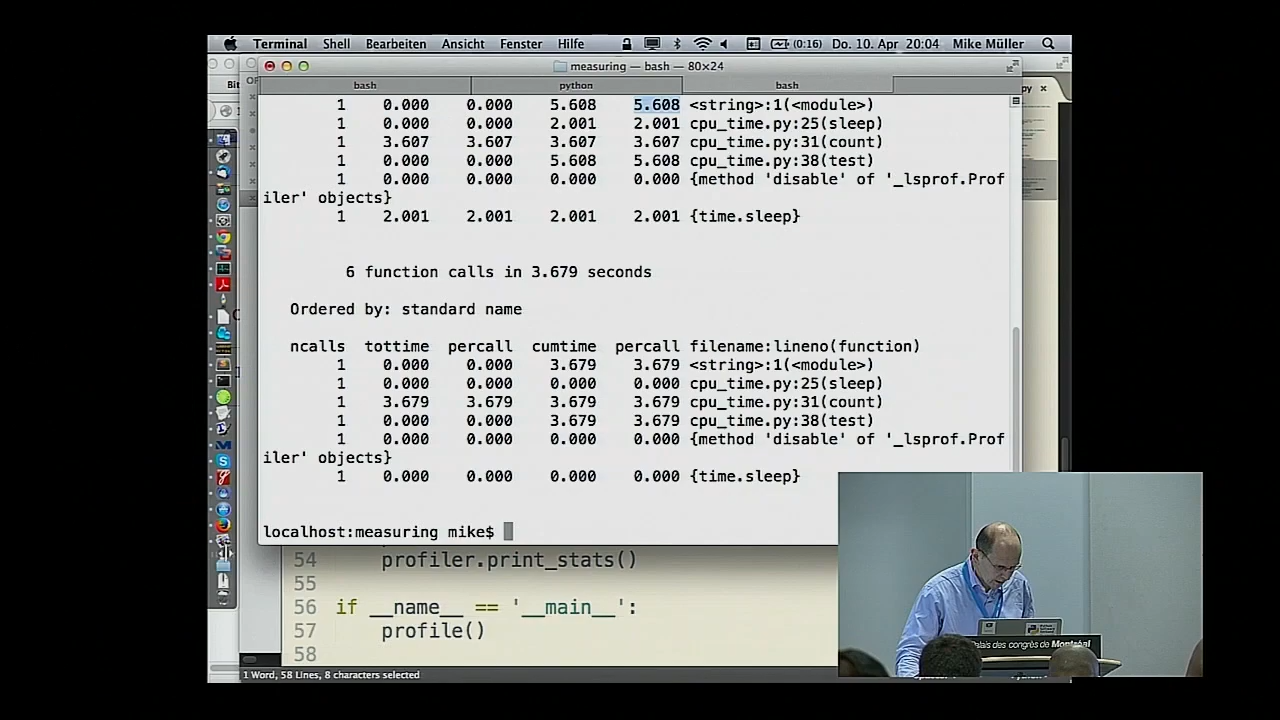 Terminal Shell Bearbeiten Ansicht Fenster Hilfe (0:16) Do. 10. Apr 20:04 Mike Müller
measuring — bash — 80×24
bash python bash
1 0.000 0.000 5.608 5.608 <string>:1(<module>)
1 0.000 0.000 2.001 2.001 cpu_time.py:25(sleep)
1 3.607 3.607 3.607 3.607 cpu_time.py:31(count)
1 0.000 0.000 5.608 5.608 cpu_time.py:38(test)
1 0.000 0.000 0.000 0.000 {method 'disable' of '_lsprof.Prof
iler' objects}
1 2.001 2.001 2.001 2.001 {time.sleep}
6 function calls in 3.679 seconds
Ordered by: standard name
ncalls tottime percall cumtime percall filename:lineno(function)
1 0.000 0.000 3.679 3.679 <string>:1(<module>)
1 0.000 0.000 0.000 0.000 cpu_time.py:25(sleep)
1 3.679 3.679 3.679 3.679 cpu_time.py:31(count)
1 0.000 0.000 3.679 3.679 cpu_time.py:38(test)
1 0.000 0.000 0.000 0.000 {method 'disable' of '_lsprof.Prof
iler' objects}
1 0.000 0.000 0.000 0.000 {time.sleep}
localhost:measuring mike$
54 profiler.print_stats()
55
56 if __name__ == '__main__':
57 profile()
58
1 Word, 58 Lines, 8 characters selected
Palais des congrès de Montréal